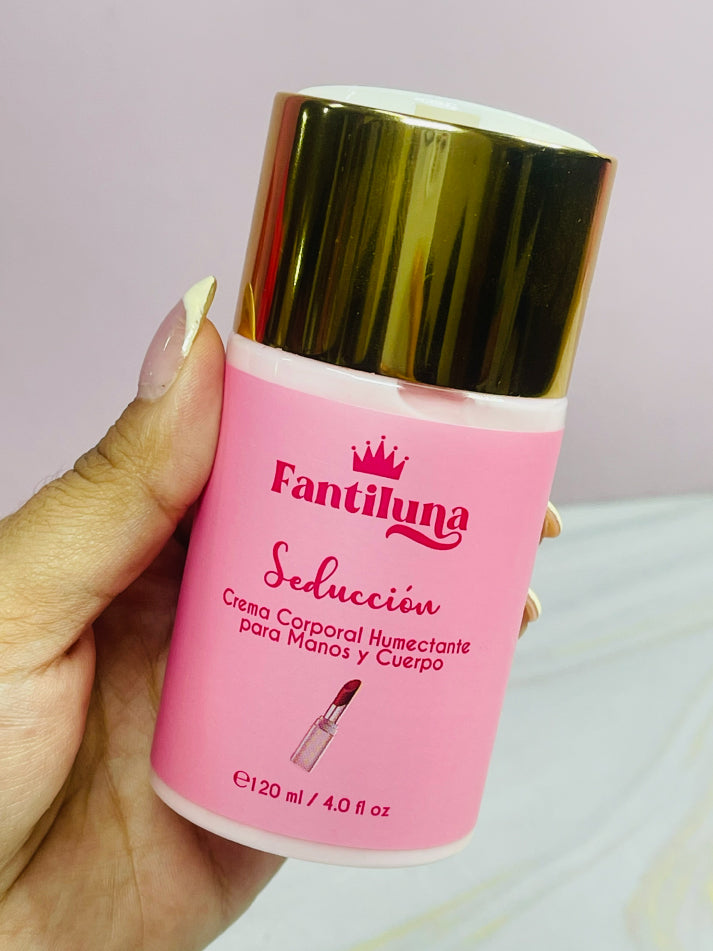 Fantiluna
Seducción
Crema Corporal Humectante
para Manos y Cuerpo
℮120 ml / 4.0 fl oz